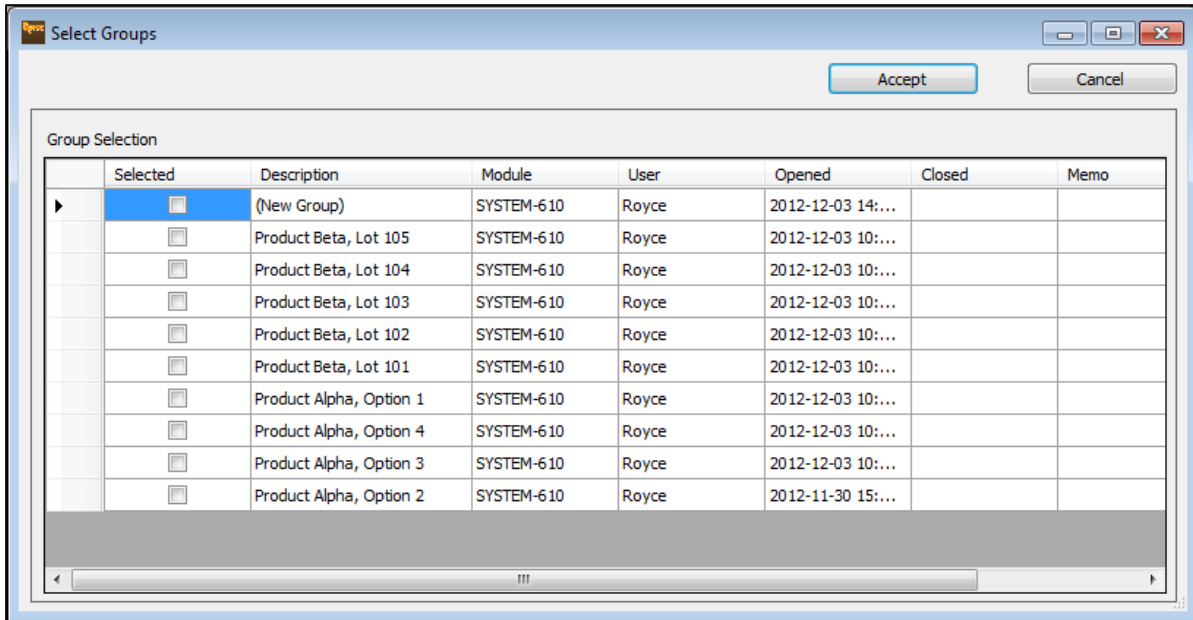 Royce Select Groups
Accept Cancel
Group Selection
Selected Description Module User Opened Closed Memo
(New Group) SYSTEM-610 Royce 2012-12-03 14:...
Product Beta, Lot 105 SYSTEM-610 Royce 2012-12-03 10:...
Product Beta, Lot 104 SYSTEM-610 Royce 2012-12-03 10:...
Product Beta, Lot 103 SYSTEM-610 Royce 2012-12-03 10:...
Product Beta, Lot 102 SYSTEM-610 Royce 2012-12-03 10:...
Product Beta, Lot 101 SYSTEM-610 Royce 2012-12-03 10:...
Product Alpha, Option 1 SYSTEM-610 Royce 2012-12-03 10:...
Product Alpha, Option 4 SYSTEM-610 Royce 2012-12-03 10:...
Product Alpha, Option 3 SYSTEM-610 Royce 2012-12-03 10:...
Product Alpha, Option 2 SYSTEM-610 Royce 2012-11-30 15:...